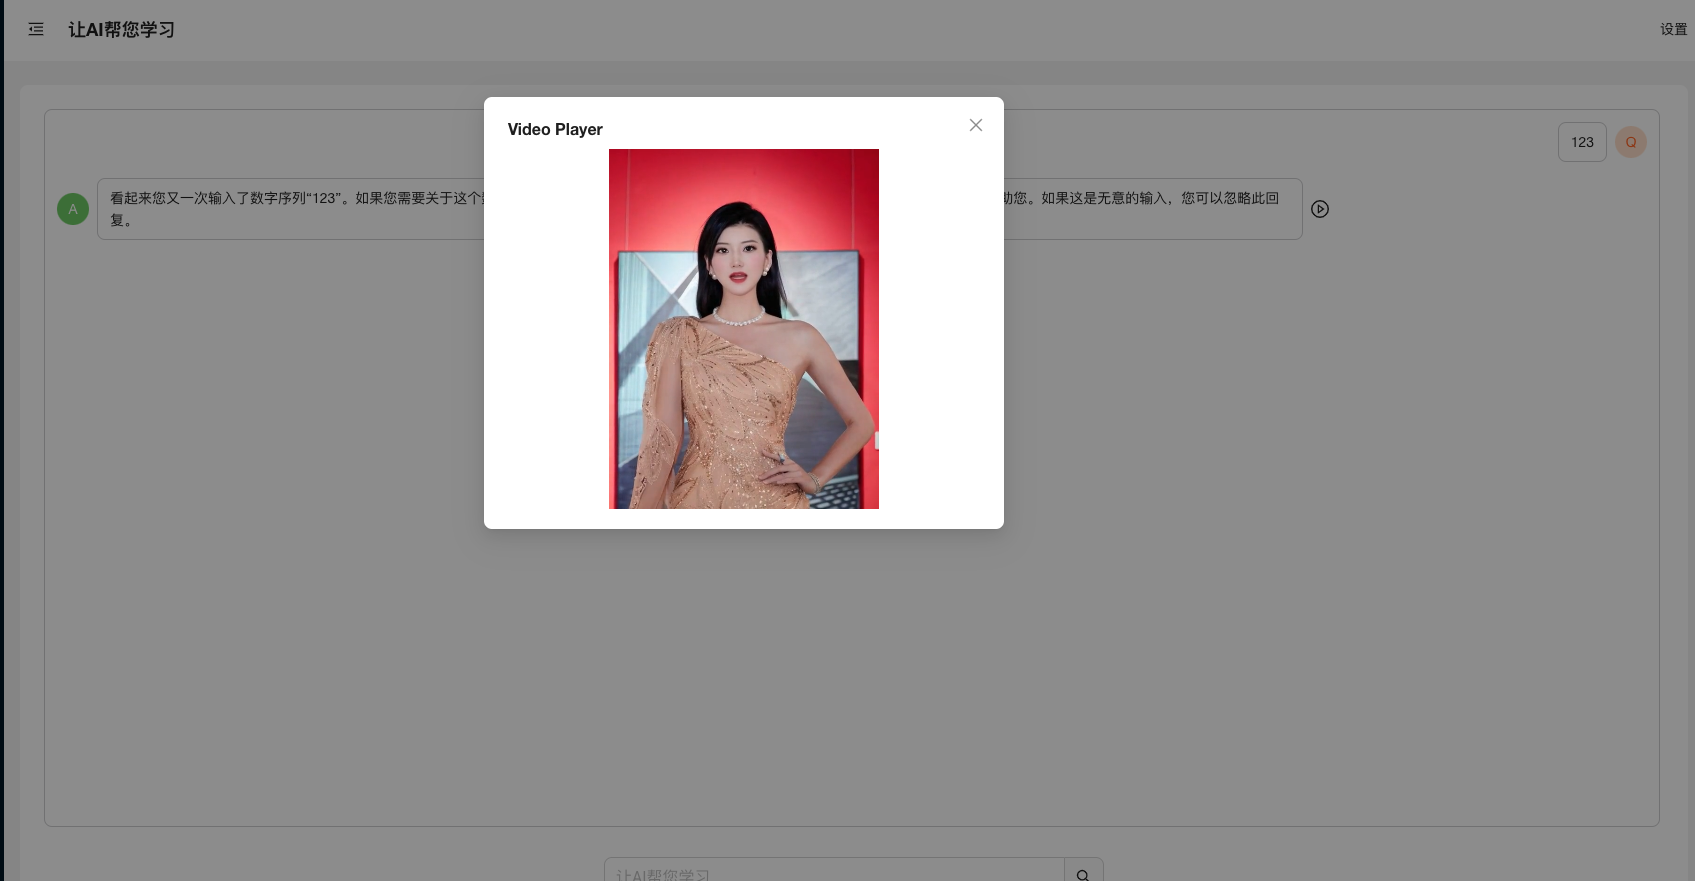 让AI帮您学习
设置
Video Player
123
Q
A
看起来您又一次输入了数字序列“123”。如果您需要关于这个
助您。如果这是无意的输入，您可以忽略此回
复。
让AI帮您学习